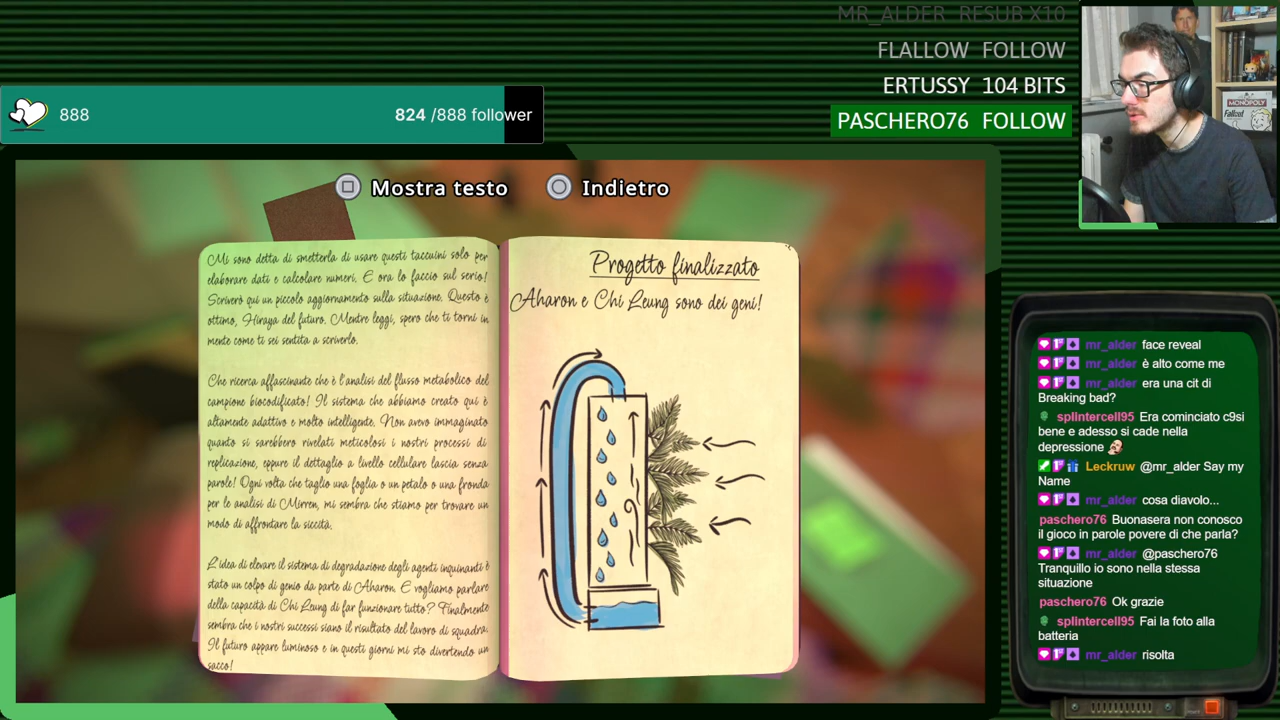 MR_ALDER RESUB X10
FLALLOW FOLLOW
ERTUSSY 104 BITS
PASCHERO76 FOLLOW
888
824 /888 follower
Mostra testo
Indietro
Mi sono detta di smetterla di usare questi taccuini solo per
elaborare dati e calcolare numeri. E ora lo faccio sul serio!
Scriverò qui un piccolo aggiornamento sulla situazione. Questo è
ottimo, Hiraya del futuro. Mentre leggi, spero che ti torni in
mente come ti sei sentita a scriverlo.
Che ricerca affascinante che è l'analisi del flusso metabolico del
campione biocodificato! Il sistema che abbiamo creato qui è
altamente adattivo e molto intelligente. Non avevo immaginato
quanto si sarebbero rivelati meticolosi i nostri processi di
replicazione, eppure il dettaglio a livello cellulare lascia senza
parole! Ogni volta che taglio una foglia o un petalo o una fronda
per le analisi di Mirren, mi sembra che stiamo per trovare un
modo di affrontare la siccità.
L'idea di elevare il sistema di degradazione degli agenti inquinanti è
stato un colpo di genio da parte di Aharon. E vogliamo parlare
della capacità di Chi Leung di far funzionare tutto? Finalmente
sembra che i nostri successi siano il risultato del lavoro di squadra.
Il futuro appare luminoso e in questi giorni mi sto divertendo un
sacco!
Progetto finalizzato
Aharon e Chi Leung sono dei geni!
MONOPOLY
Fallout
mr_alder face reveal
mr_alder è alto come me
mr_alder era una cit di
Breaking bad?
splintercell95 Era cominciato c9si
bene e adesso si cade nella
depressione
Leckruw @mr_alder Say my
Name
mr_alder cosa diavolo...
paschero76 Buonasera non conosco
il gioco in parole povere di che parla?
mr_alder @paschero76
Tranquillo io sono nella stessa
situazione
paschero76 Ok grazie
splintercell95 Fai la foto alla
batteria
mr_alder risolta